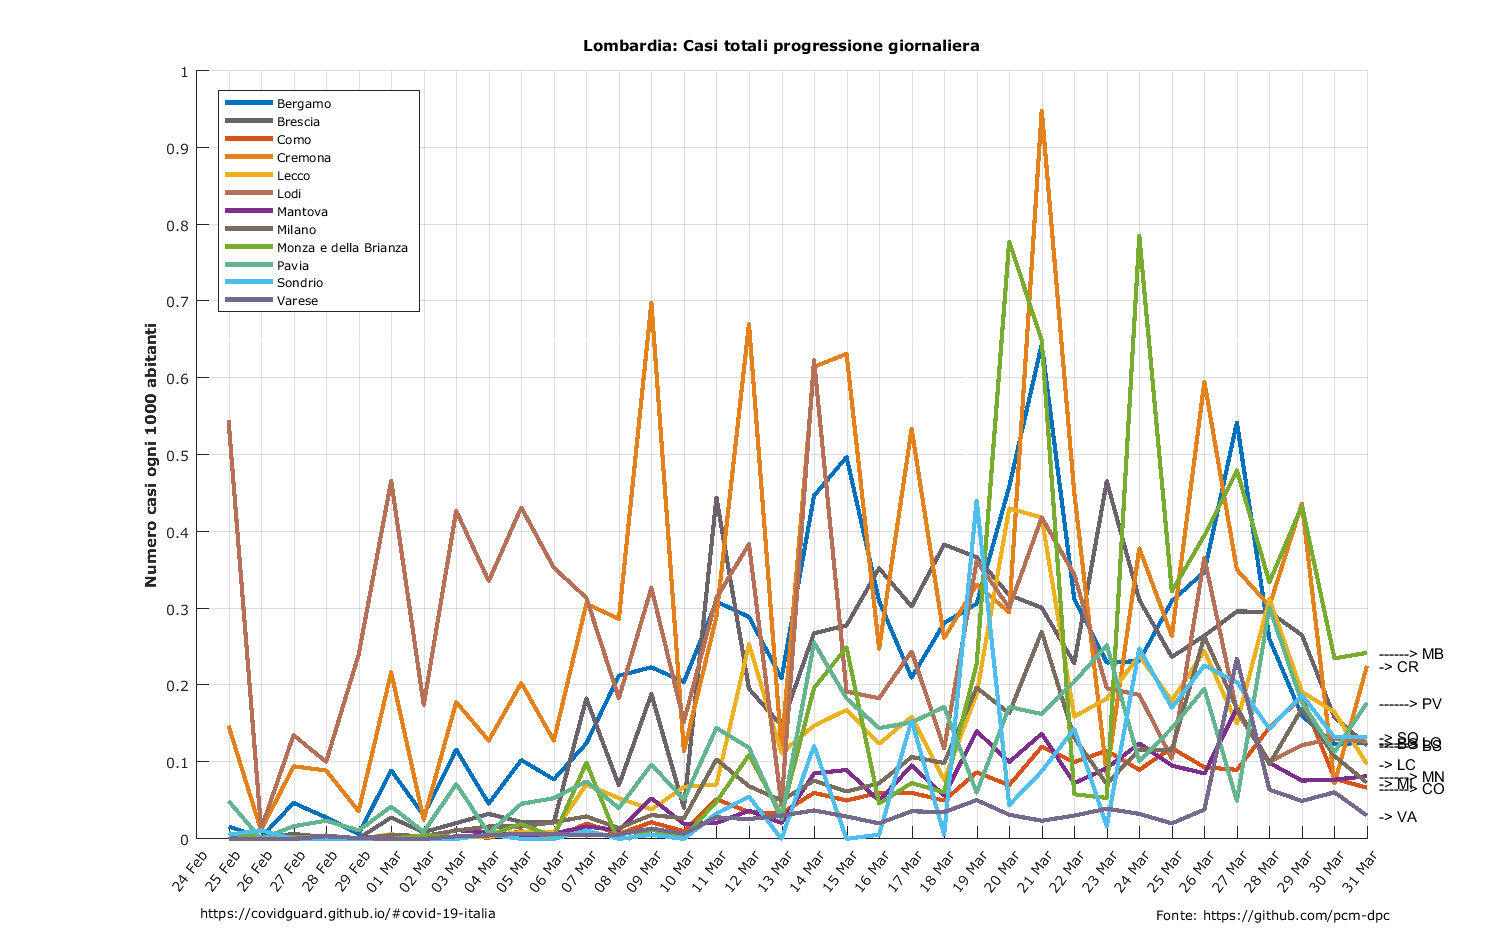 Lombardia: Casi totali progressione giornaliera
Numero casi ogni 1000 abitanti
1
0.9
0.8
0.7
0.6
0.5
0.4
0.3
0.2
0.1
0
Bergamo
Brescia
Como
Cremona
Lecco
Lodi
Mantova
Milano
Monza e della Brianza
Pavia
Sondrio
Varese
------> MB
-> CR
------> PV
-> SO
-> LC
------> MN
-> MI
------> CO
-> VA
24 Feb
25 Feb
26 Feb
27 Feb
28 Feb
29 Feb
01 Mar
02 Mar
03 Mar
04 Mar
05 Mar
06 Mar
07 Mar
08 Mar
09 Mar
10 Mar
11 Mar
12 Mar
13 Mar
14 Mar
15 Mar
16 Mar
17 Mar
18 Mar
19 Mar
20 Mar
21 Mar
22 Mar
23 Mar
24 Mar
25 Mar
26 Mar
27 Mar
28 Mar
29 Mar
30 Mar
31 Mar
https://covidguard.github.io/#covid-19-italia
Fonte: https://github.com/pcm-dpc